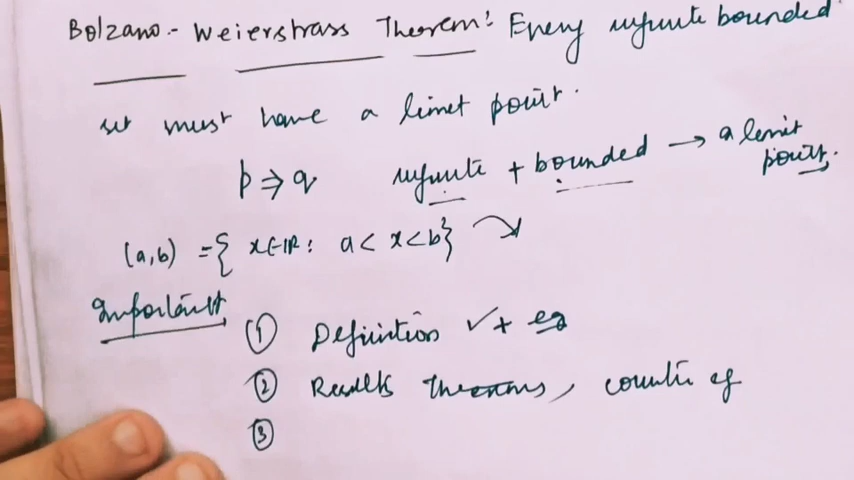 Bolzano - Weierstrass Theorem: Every infinite bounded
set must have a limit point.
p ⇒ q infinite + bounded → a limit
point.
(a,b) = { x∈IR : a < x < b}
Important
① Definition ✓ + eg
② Results Theorems, counter eg
③